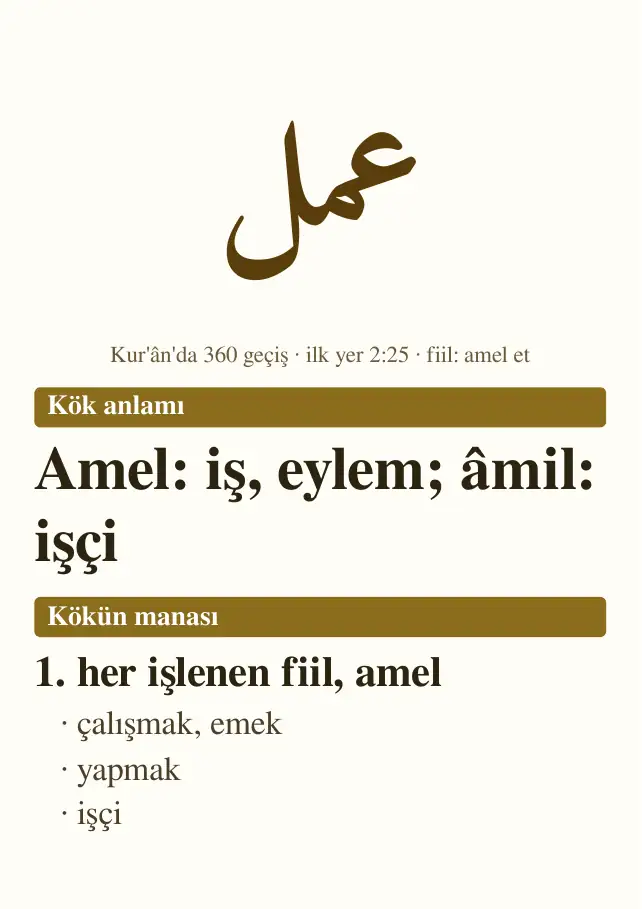 عمل
Kur'ân'da 360 geçiş · ilk yer 2:25 · fiil: amel et
Kök anlamı
Amel: iş, eylem; âmil:
işçi
Kökün manası
1. her işlenen fiil, amel
· çalışmak, emek
· yapmak
· işçi